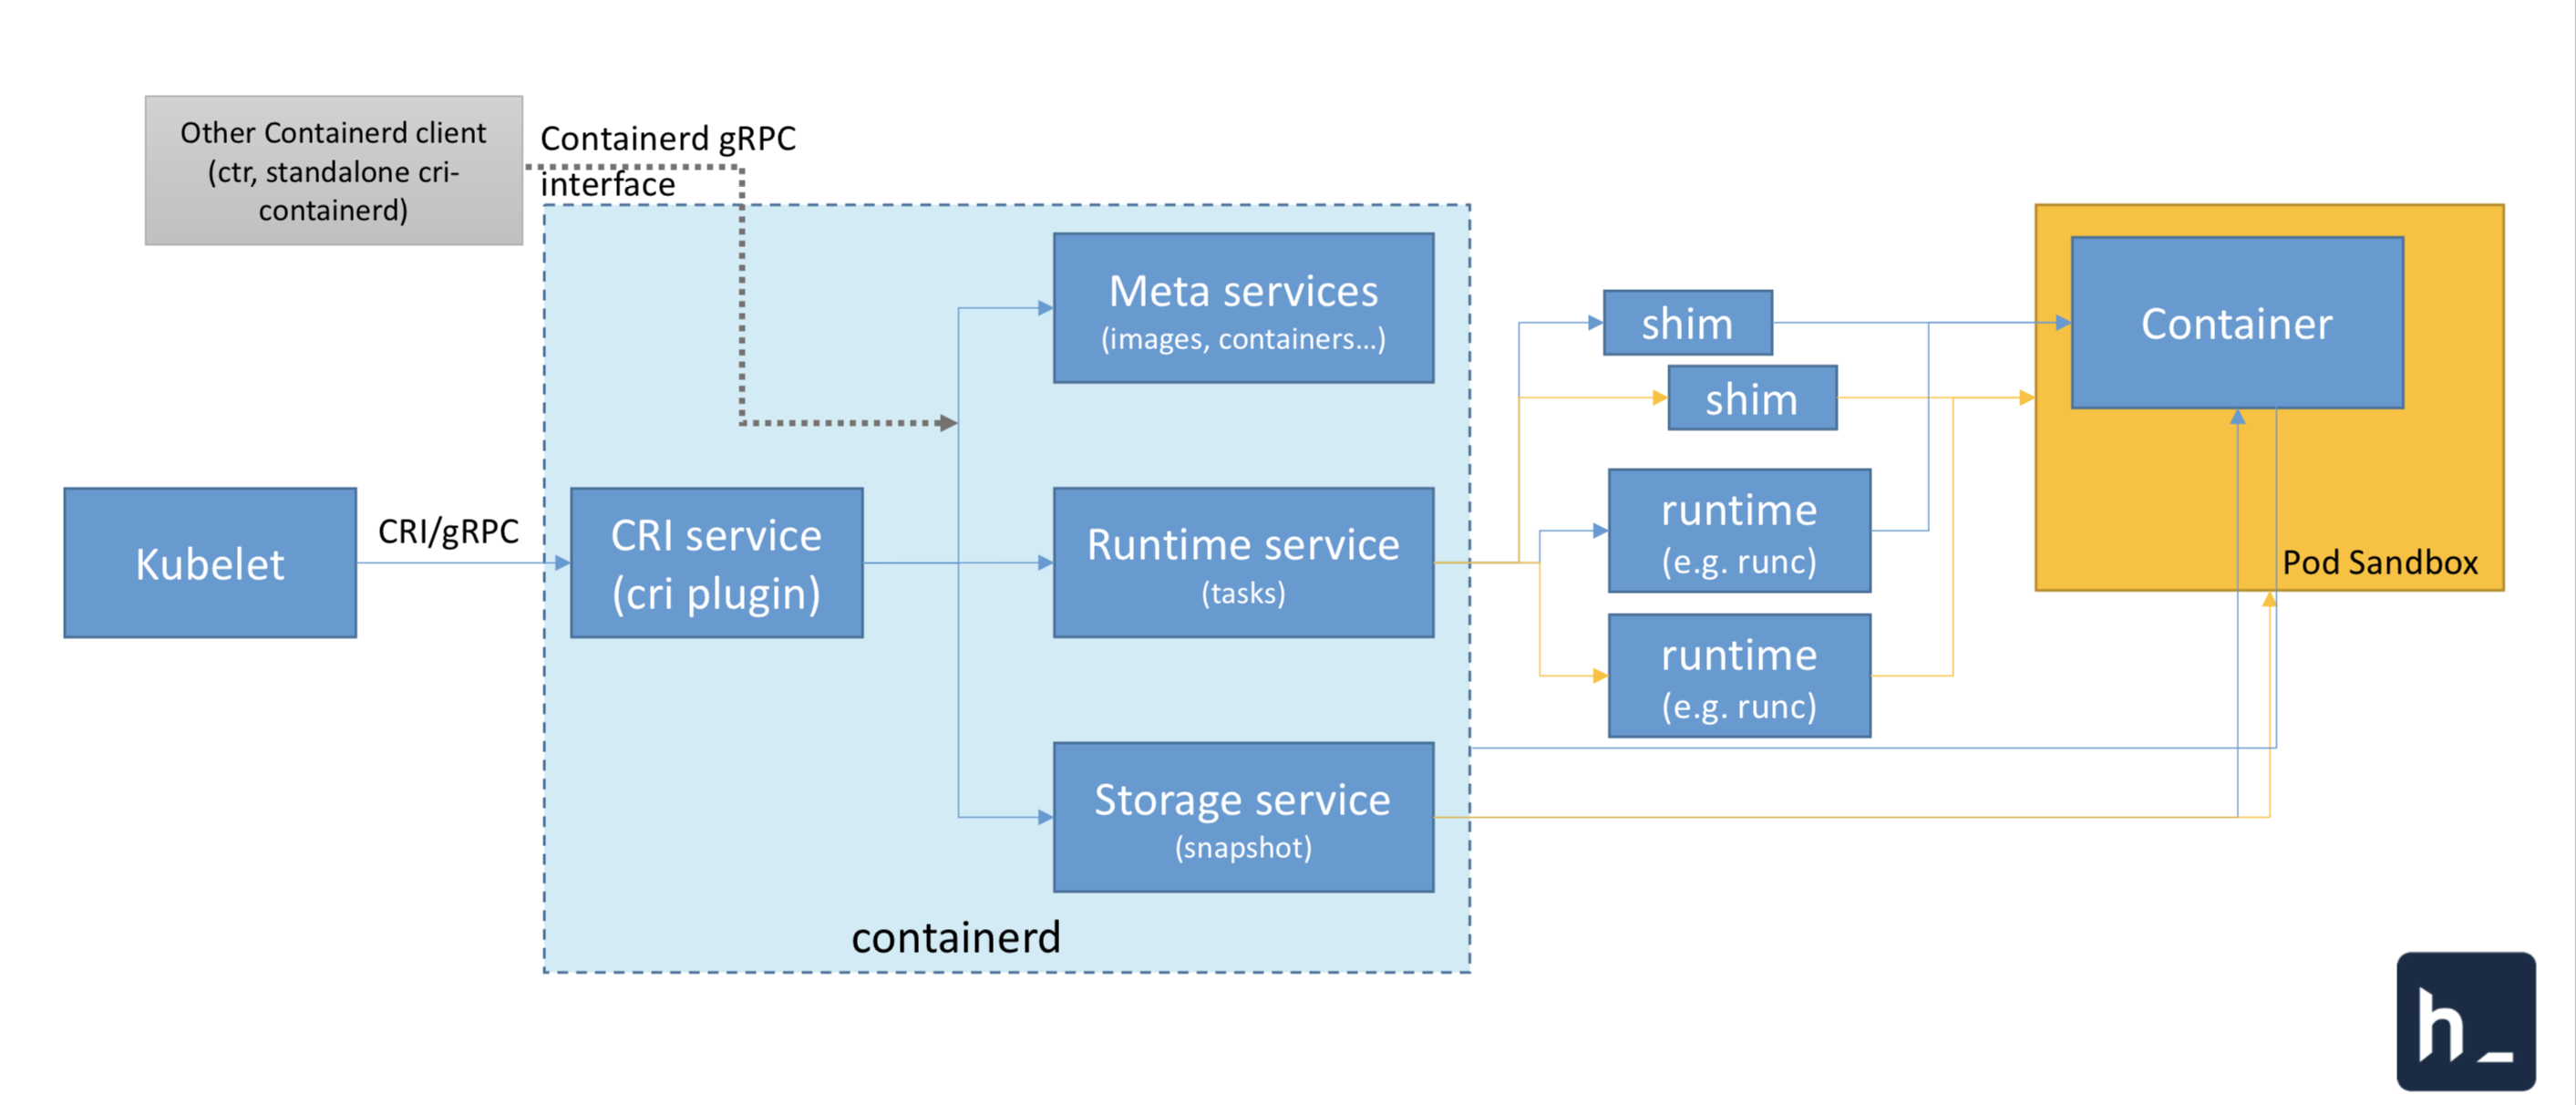 Other Containerd client
(ctr, standalone cri-
containerd)
Containerd gRPC
interface
Kubelet
CRI/gRPC
CRI service
(cri plugin)
Meta services
(images, containers...)
Runtime service
(tasks)
Storage service
(snapshot)
containerd
shim
shim
runtime
(e.g. runc)
runtime
(e.g. runc)
Container
Pod Sandbox
h_